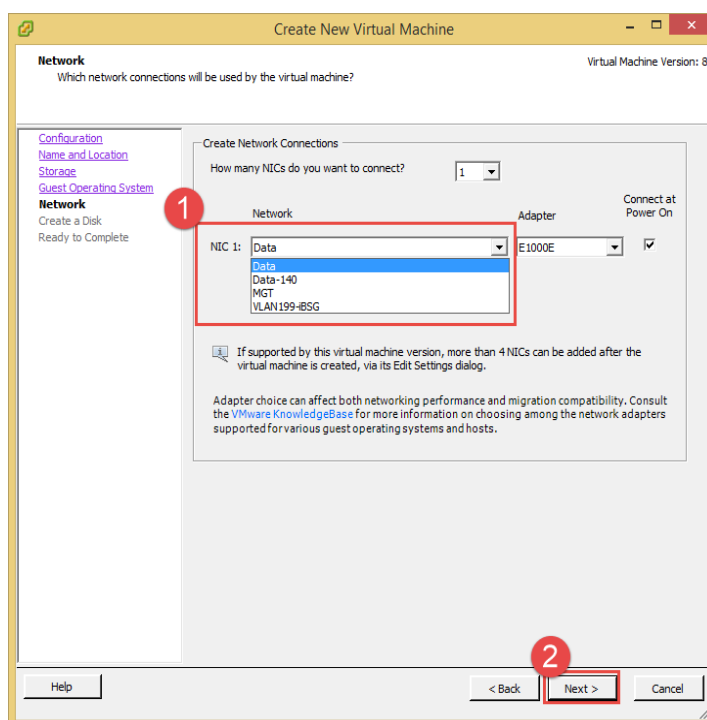 Create New Virtual Machine
Network
Which network connections will be used by the virtual machine?
Virtual Machine Version: 8
Configuration
Name and Location
Storage
Guest Operating System
Network
Create a Disk
Ready to Complete
Create Network Connections
How many NICs do you want to connect?
1
1
Network
Adapter
Connect at
Power On
NIC 1:
Data
E1000E
Data
Data-140
MGT
VLAN199-iBSG
If supported by this virtual machine version, more than 4 NICs can be added after the
virtual machine is created, via its Edit Settings dialog.
Adapter choice can affect both networking performance and migration compatibility. Consult
the VMware KnowledgeBase for more information on choosing among the network adapters
supported for various guest operating systems and hosts.
2
Help
< Back
Next >
Cancel